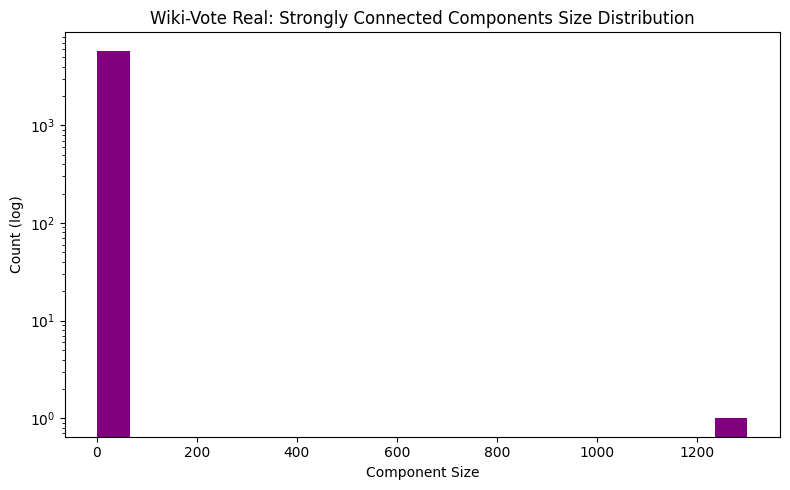 Wiki-Vote Real: Strongly Connected Components Size Distribution
Count (log)
10³
10²
10¹
10⁰
0 200 400 600 800 1000 1200
Component Size